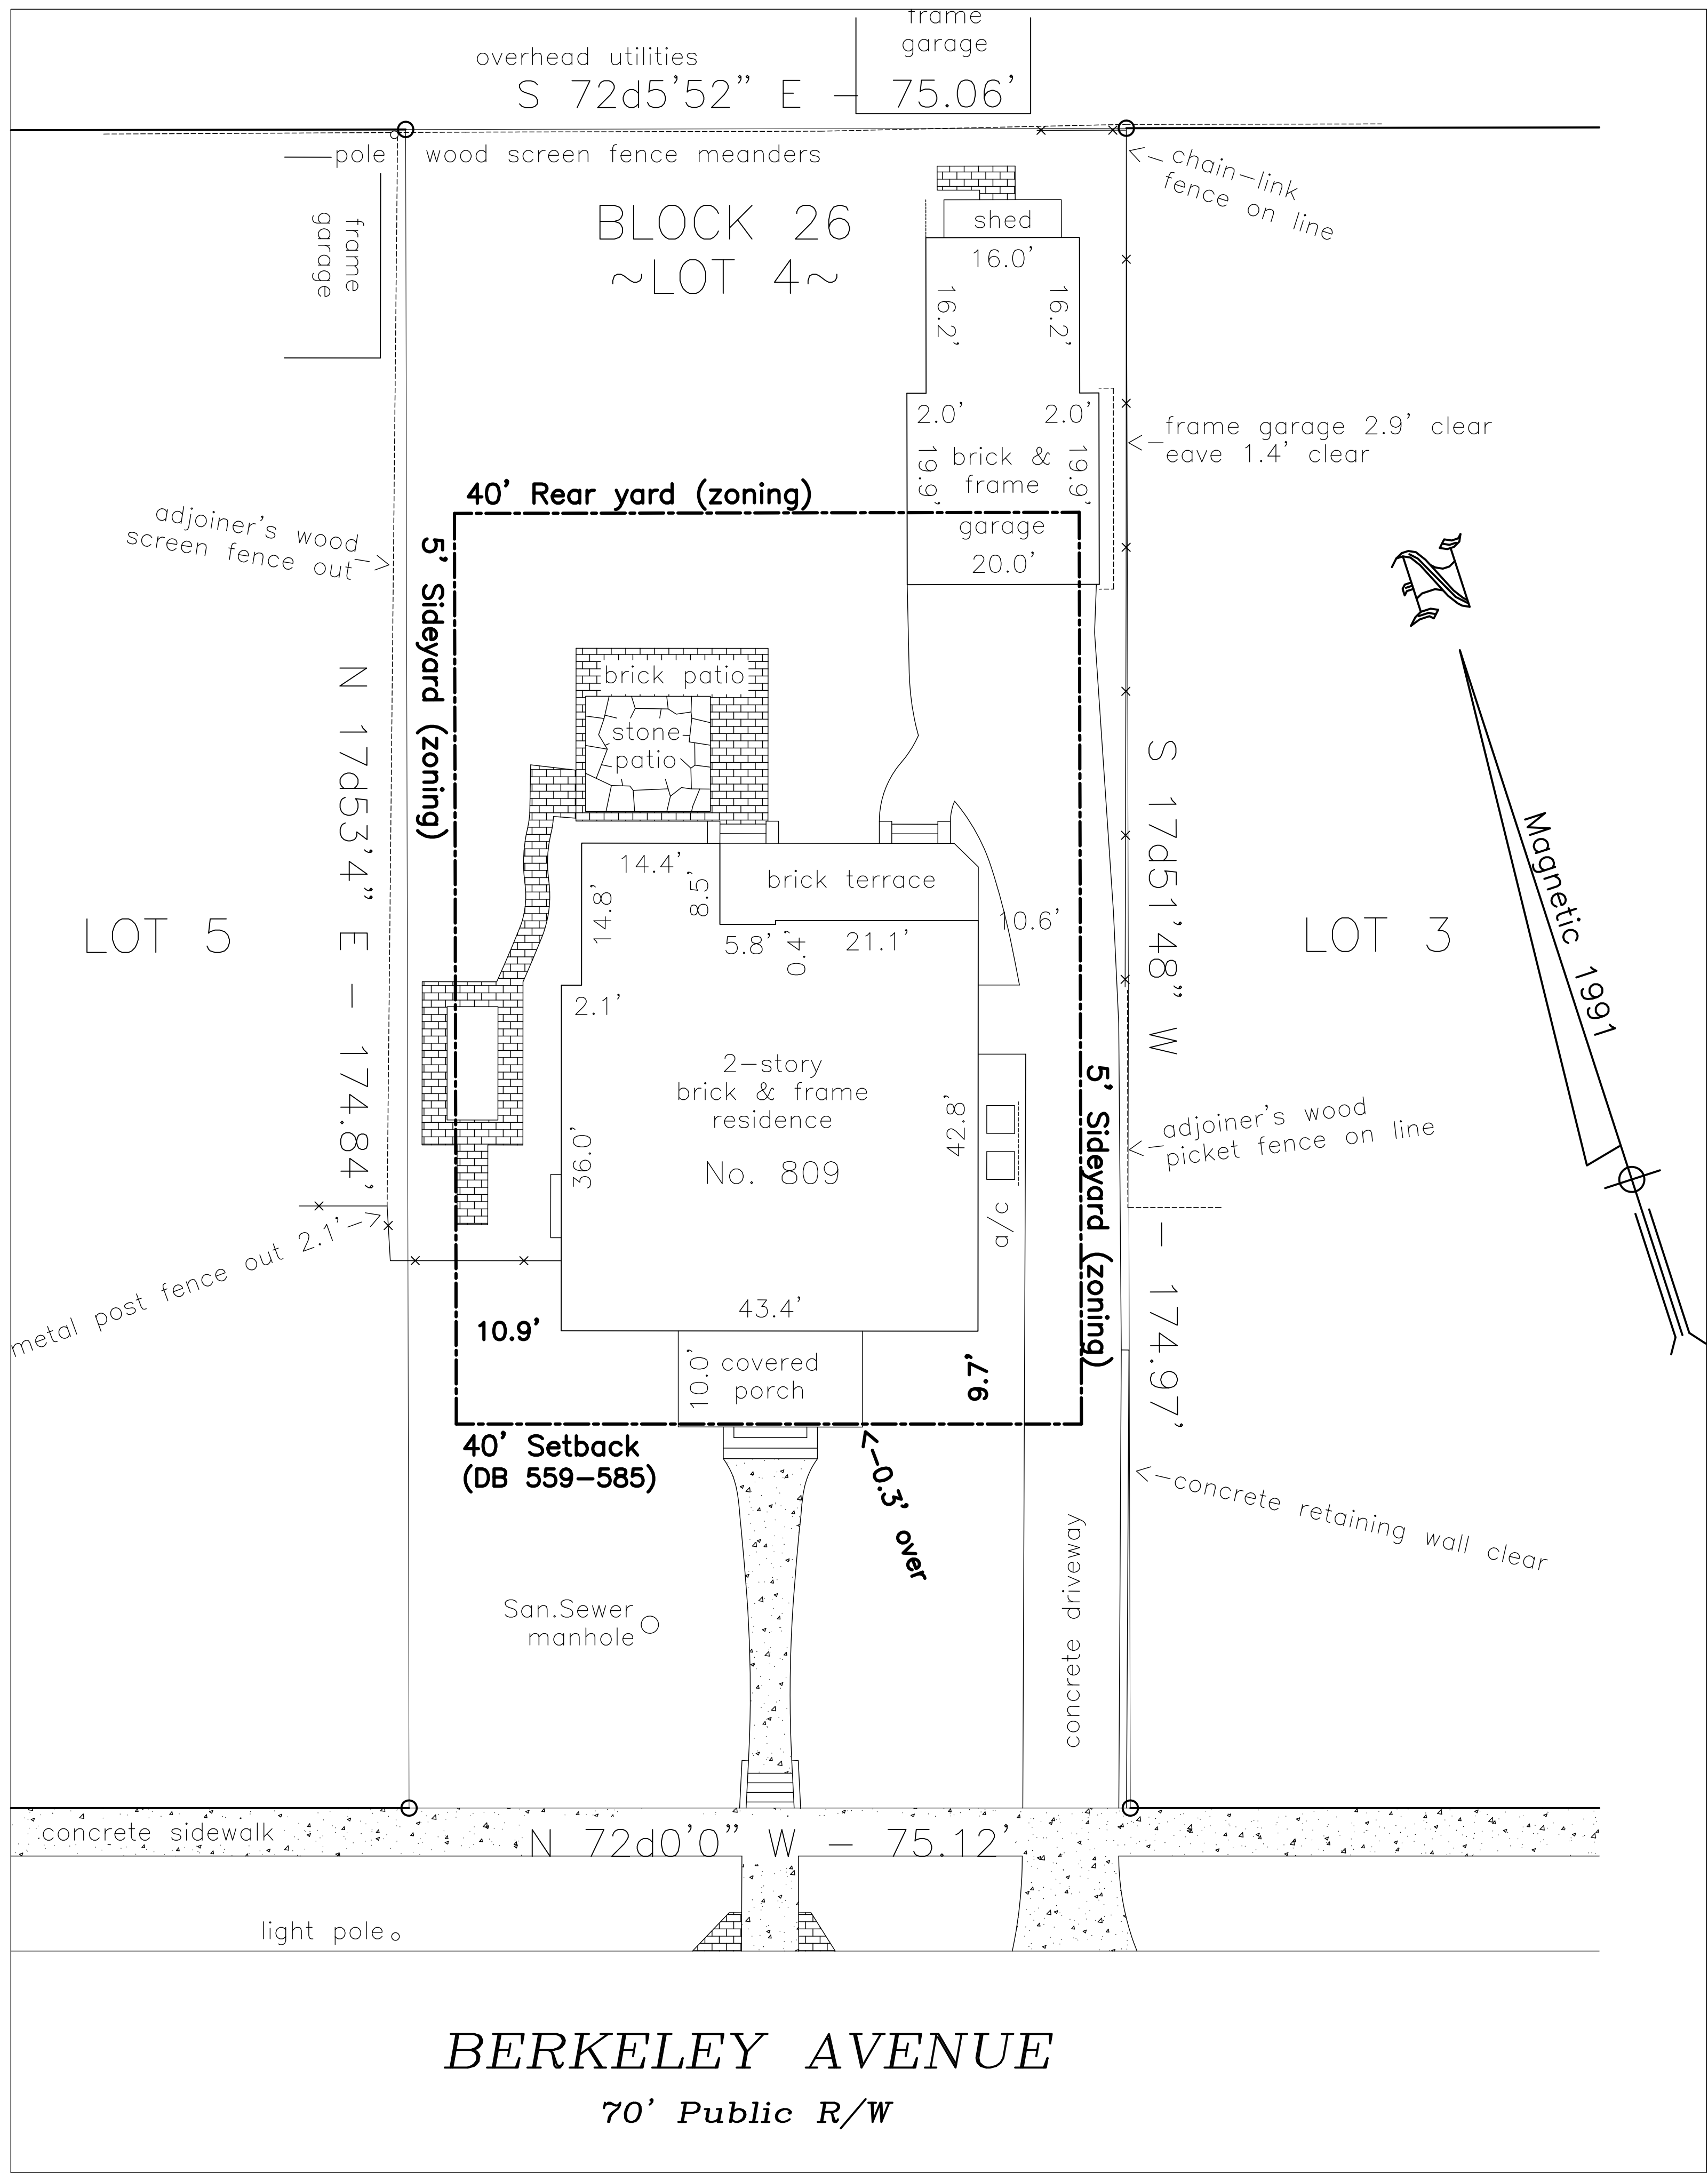 frame
garage
overhead utilities
S 72d5'52" E - 75.06'
pole
wood screen fence meanders
chain-link
fence on line
frame
garage
BLOCK 26
~LOT 4~
shed
16.0'
16.2'
16.2'
2.0'
2.0'
19.9'
19.9'
brick &
frame
garage
20.0'
frame garage 2.9' clear
eave 1.4' clear
40' Rear yard (zoning)
adjoiner's wood
screen fence out
5' Sideyard (zoning)
N 17d53'4" E - 174.84'
brick patio
stone
patio
S 17d51'48" W - 174.97'
N
Magnetic 1991
14.4'
8.5'
14.8'
brick terrace
5.8'
0.4'
21.1'
10.6'
LOT 5
LOT 3
2.1'
2-story
brick & frame
residence
No. 809
36.0'
42.8'
a/c
5' Sideyard (zoning)
adjoiner's wood
picket fence on line
metal post fence out 2.1'
43.4'
10.9'
10.0'
covered
porch
9.7'
40' Setback
(DB 559-585)
0.3' over
concrete retaining wall clear
San.Sewer
manhole
concrete driveway
concrete sidewalk
N 72d0'0" W - 75.12'
light pole
BERKELEY AVENUE
70' Public R/W